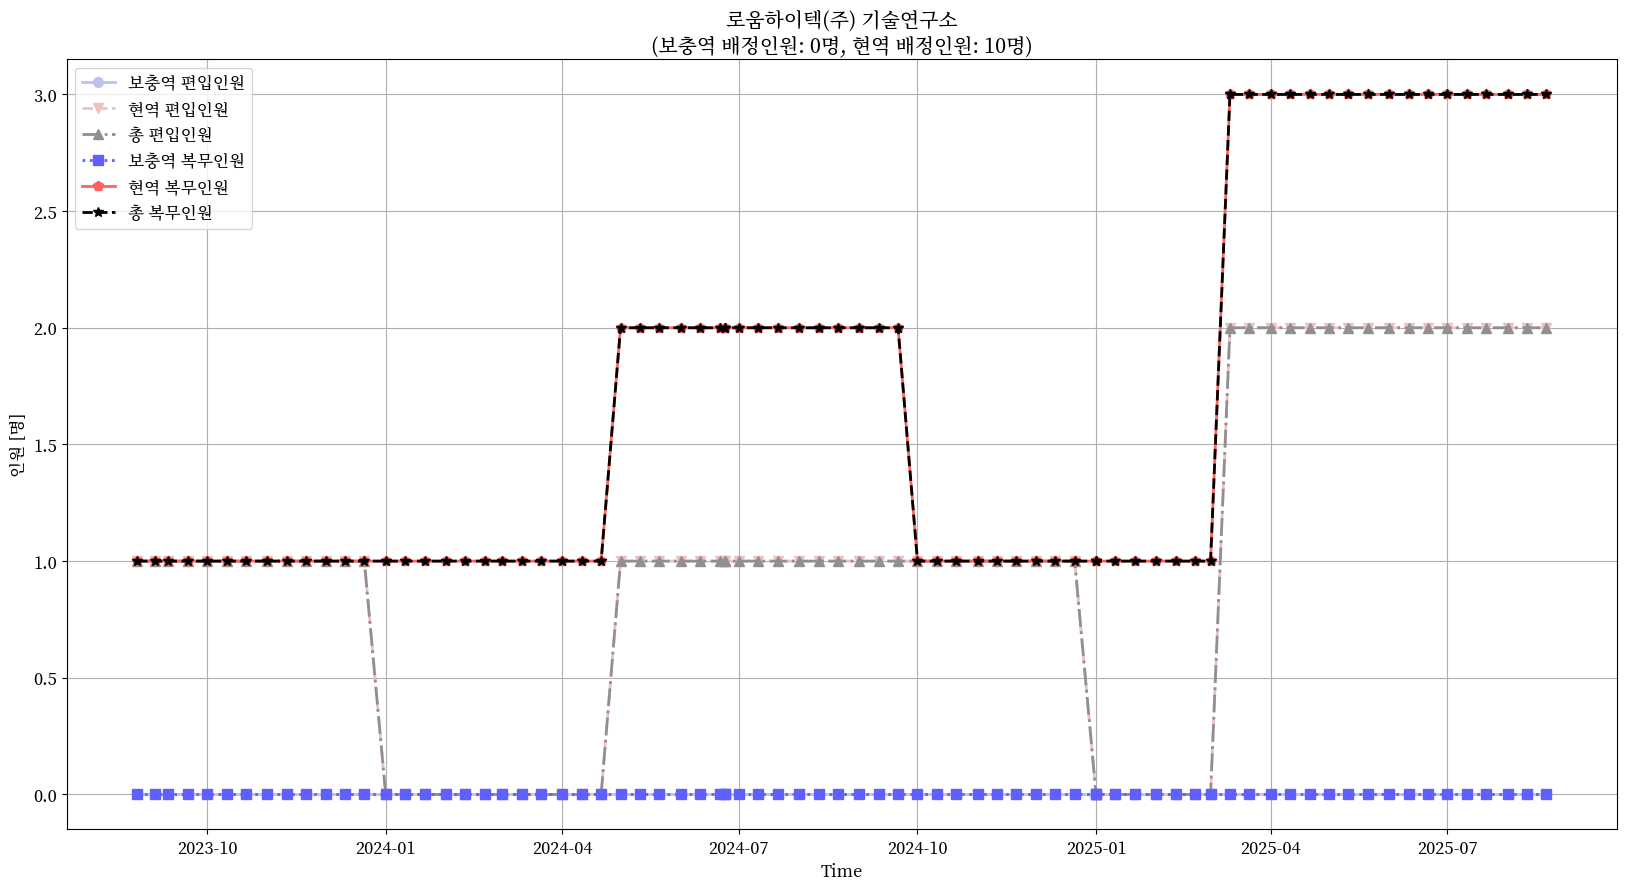 로움하이텍(주) 기술연구소
(보충역 배정인원: 0명, 현역 배정인원: 10명)
보충역 편입인원
현역 편입인원
총 편입인원
보충역 복무인원
현역 복무인원
총 복무인원
3.0
2.5
2.0
1.5
1.0
0.5
0.0
인원 [명]
2023-10
2024-01
2024-04
2024-07
2024-10
2025-01
2025-04
2025-07
Time